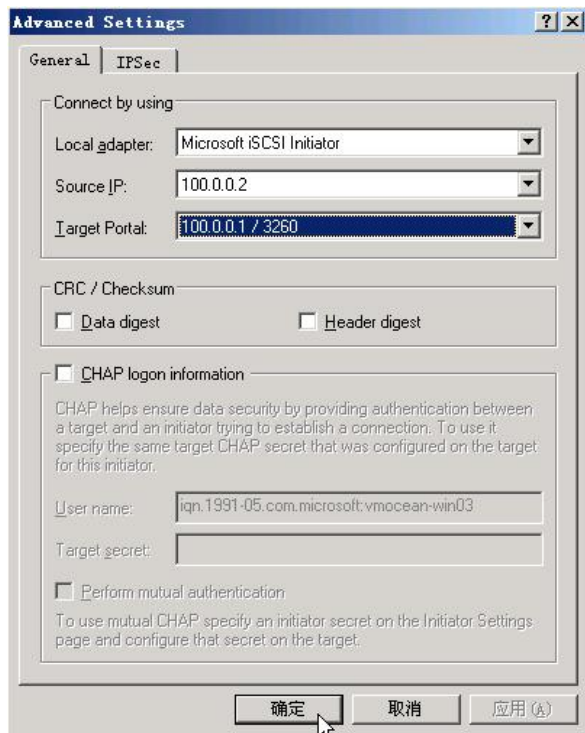 Advanced Settings
General
IPSec
Connect by using
Local adapter:
Microsoft iSCSI Initiator
Source IP:
100.0.0.2
Target Portal:
100.0.0.1 / 3260
CRC / Checksum
Data digest
Header digest
CHAP logon information
CHAP helps ensure data security by providing authentication between
a target and an initiator trying to establish a connection. To use it
specify the same target CHAP secret that was configured on the target
for this initiator.
User name:
iqn.1991-05.com.microsoft:vmocean-win03
Target secret:
Perform mutual authentication
To use mutual CHAP specify an initiator secret on the Initiator Settings
page and configure that secret on the target.
确定
取消
应用(A)